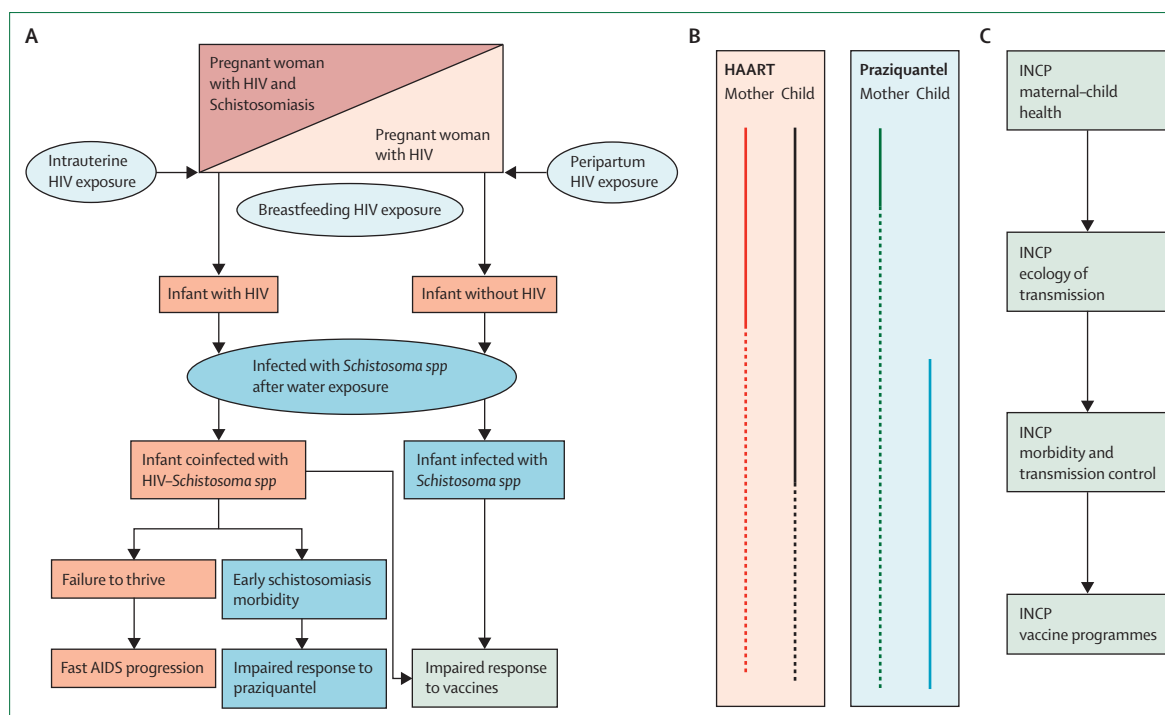 A
Pregnant woman
with HIV and
Schistosomiasis
Pregnant woman
with HIV
Intrauterine
HIV exposure
Peripartum
HIV exposure
Breastfeeding HIV exposure
Infant with HIV
Infant without HIV
Infected with Schistosoma spp
after water exposure
Infant coinfected with
HIV–Schistosoma spp
Infant infected with
Schistosoma spp
Failure to thrive
Early schistosomiasis
morbidity
Fast AIDS progression
Impaired response to
praziquantel
Impaired response
to vaccines
B
HAART
Mother Child
Praziquantel
Mother Child
C
INCP
maternal–child
health
INCP
ecology of
transmission
INCP
morbidity and
transmission control
INCP
vaccine programmes